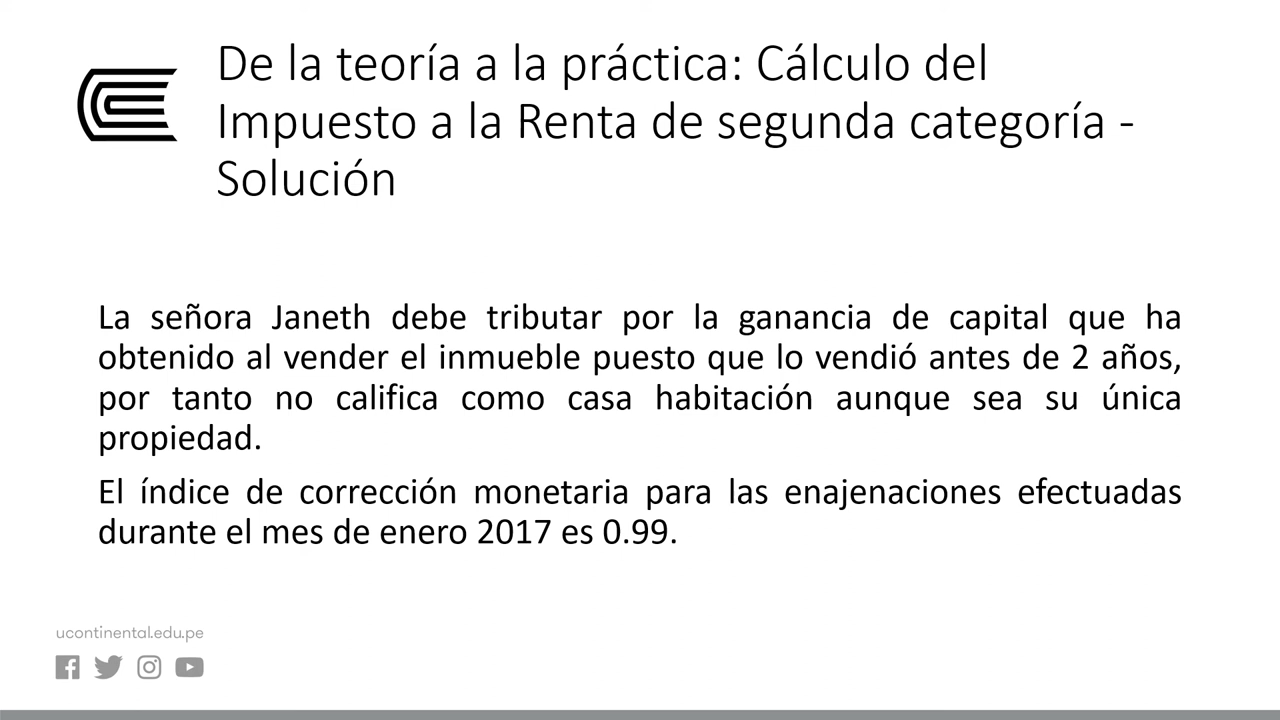 De la teoría a la práctica: Cálculo del
Impuesto a la Renta de segunda categoría -
Solución
La señora Janeth debe tributar por la ganancia de capital que ha
obtenido al vender el inmueble puesto que lo vendió antes de 2 años,
por tanto no califica como casa habitación aunque sea su única
propiedad.
El índice de corrección monetaria para las enajenaciones efectuadas
durante el mes de enero 2017 es 0.99.
ucontinental.edu.pe